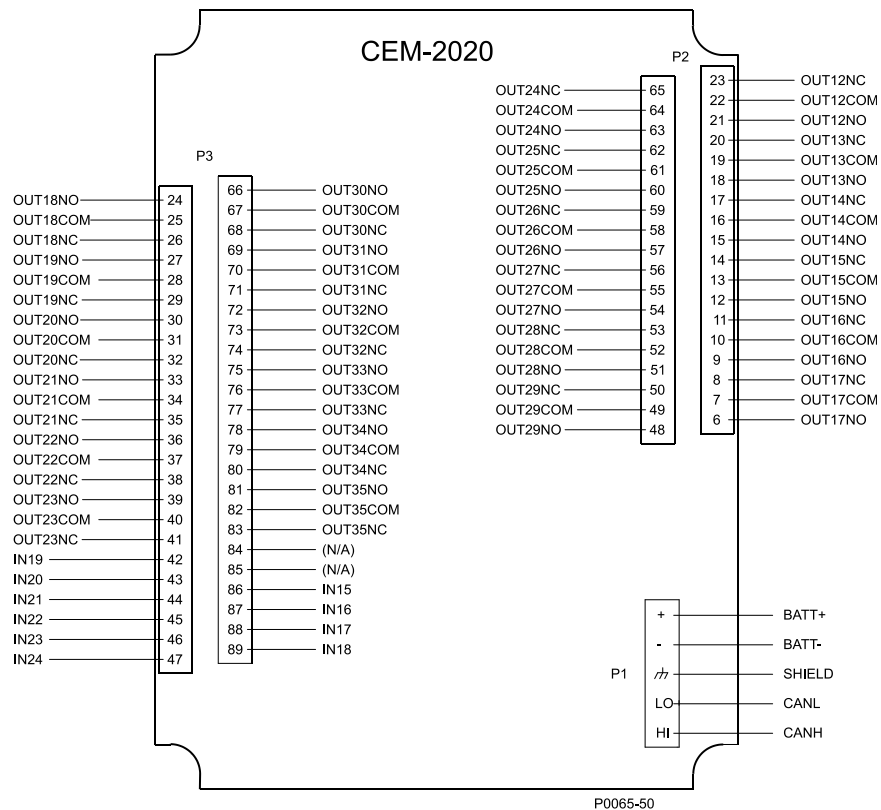 CEM-2020
P2
OUT24NC 65
OUT24COM 64
OUT24NO 63
OUT25NC 62
OUT25COM 61
OUT25NO 60
OUT26NC 59
OUT26COM 58
OUT26NO 57
OUT27NC 56
OUT27COM 55
OUT27NO 54
OUT28NC 53
OUT28COM 52
OUT28NO 51
OUT29NC 50
OUT29COM 49
OUT29NO 48
23 OUT12NC
22 OUT12COM
21 OUT12NO
20 OUT13NC
19 OUT13COM
18 OUT13NO
17 OUT14NC
16 OUT14COM
15 OUT14NO
14 OUT15NC
13 OUT15COM
12 OUT15NO
11 OUT16NC
10 OUT16COM
9 OUT16NO
8 OUT17NC
7 OUT17COM
6 OUT17NO
P3
OUT18NO 24
OUT18COM 25
OUT18NC 26
OUT19NO 27
OUT19COM 28
OUT19NC 29
OUT20NO 30
OUT20COM 31
OUT20NC 32
OUT21NO 33
OUT21COM 34
OUT21NC 35
OUT22NO 36
OUT22COM 37
OUT22NC 38
OUT23NO 39
OUT23COM 40
OUT23NC 41
IN19 42
IN20 43
IN21 44
IN22 45
IN23 46
IN24 47
66 OUT30NO
67 OUT30COM
68 OUT30NC
69 OUT31NO
70 OUT31COM
71 OUT31NC
72 OUT32NO
73 OUT32COM
74 OUT32NC
75 OUT33NO
76 OUT33COM
77 OUT33NC
78 OUT34NO
79 OUT34COM
80 OUT34NC
81 OUT35NO
82 OUT35COM
83 OUT35NC
84 (N/A)
85 (N/A)
86 IN15
87 IN16
88 IN17
89 IN18
P1
+ BATT+
- BATT-
SHIELD
LO CANL
HI CANH
P0065-50